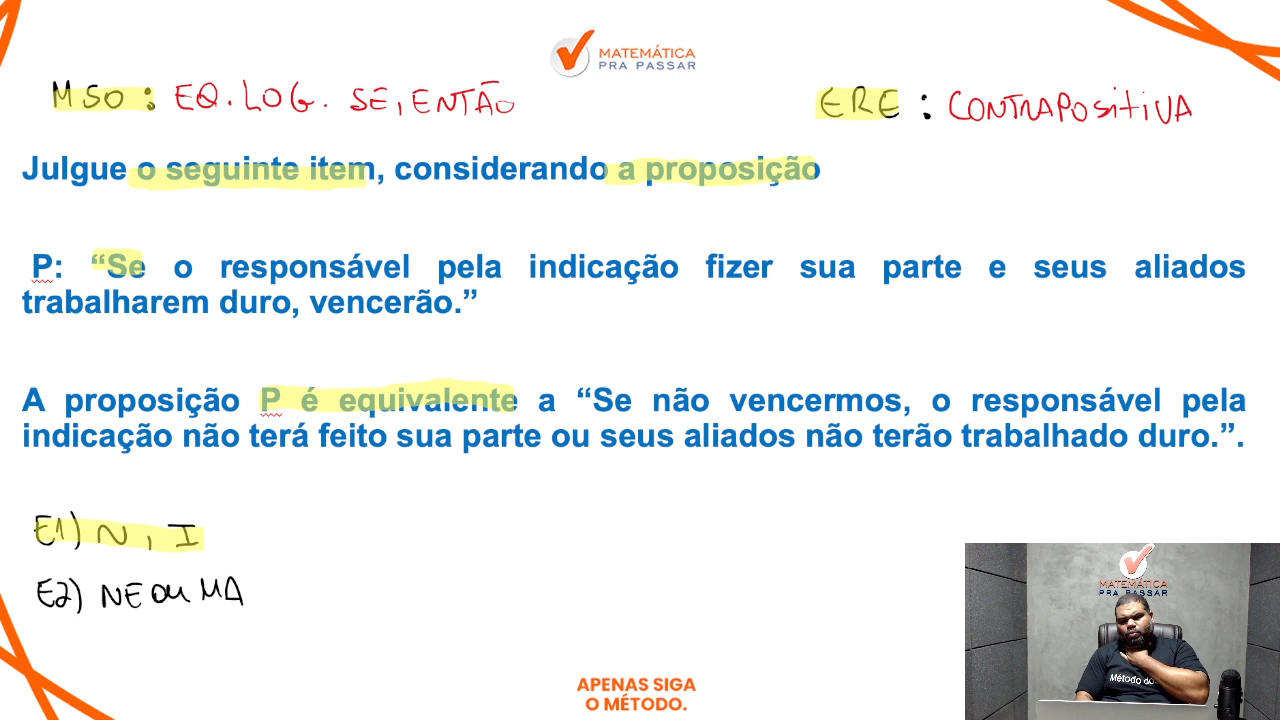 MATEMÁTICA
PRA PASSAR
MSO : EQ. LOG. SE, ENTÃO
ERE : CONTRAPOSITIVA
Julgue o seguinte item, considerando a proposição
P: “Se o responsável pela indicação fizer sua parte e seus aliados
trabalharem duro, vencerão.”
A proposição P é equivalente a “Se não vencermos, o responsável pela
indicação não terá feito sua parte ou seus aliados não terão trabalhado duro.”.
E1) N, I
E2) NE OU MA
MATEMÁTICA
PRA PASSAR
Método dos
APENAS SIGA
O MÉTODO.